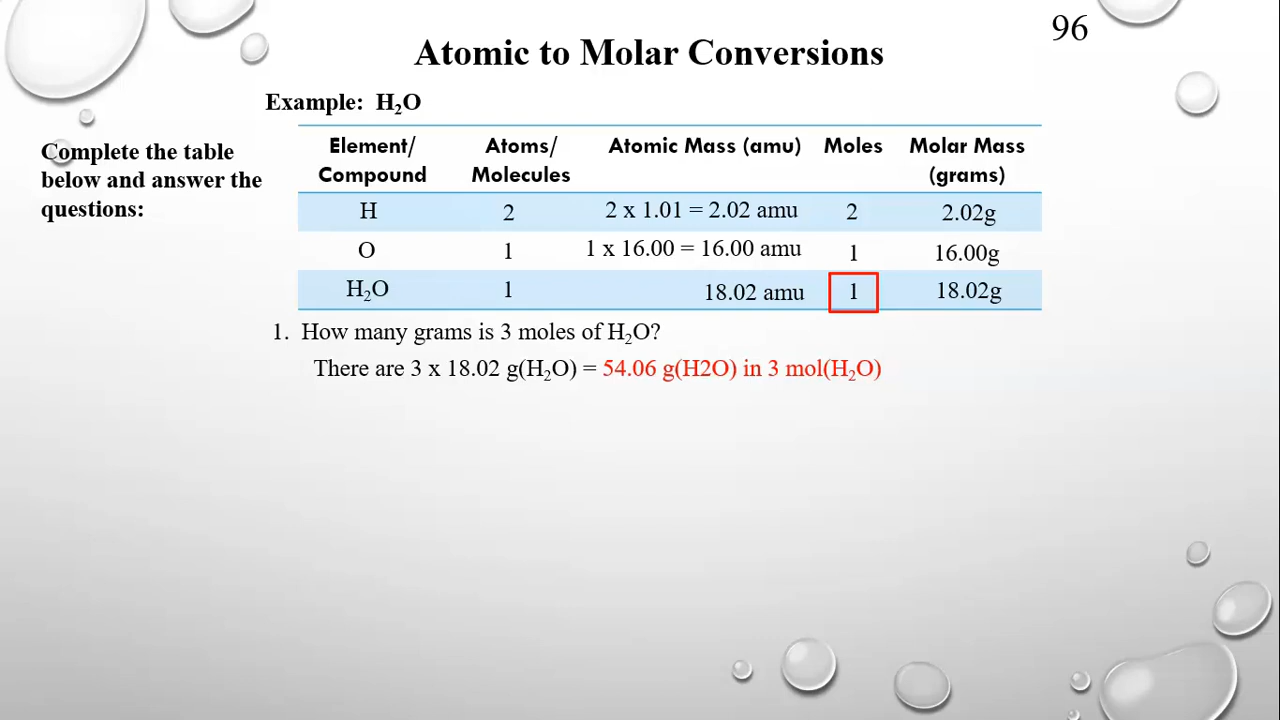 96
Atomic to Molar Conversions
Example: H₂O
Complete the table
below and answer the
questions:
Element/ Atoms/ Atomic Mass (amu) Moles Molar Mass
Compound Molecules (grams)
H 2 2 x 1.01 = 2.02 amu 2 2.02g
O 1 1 x 16.00 = 16.00 amu 1 16.00g
H₂O 1 18.02 amu 1 18.02g
1. How many grams is 3 moles of H₂O?
There are 3 x 18.02 g(H₂O) = 54.06 g(H2O) in 3 mol(H₂O)